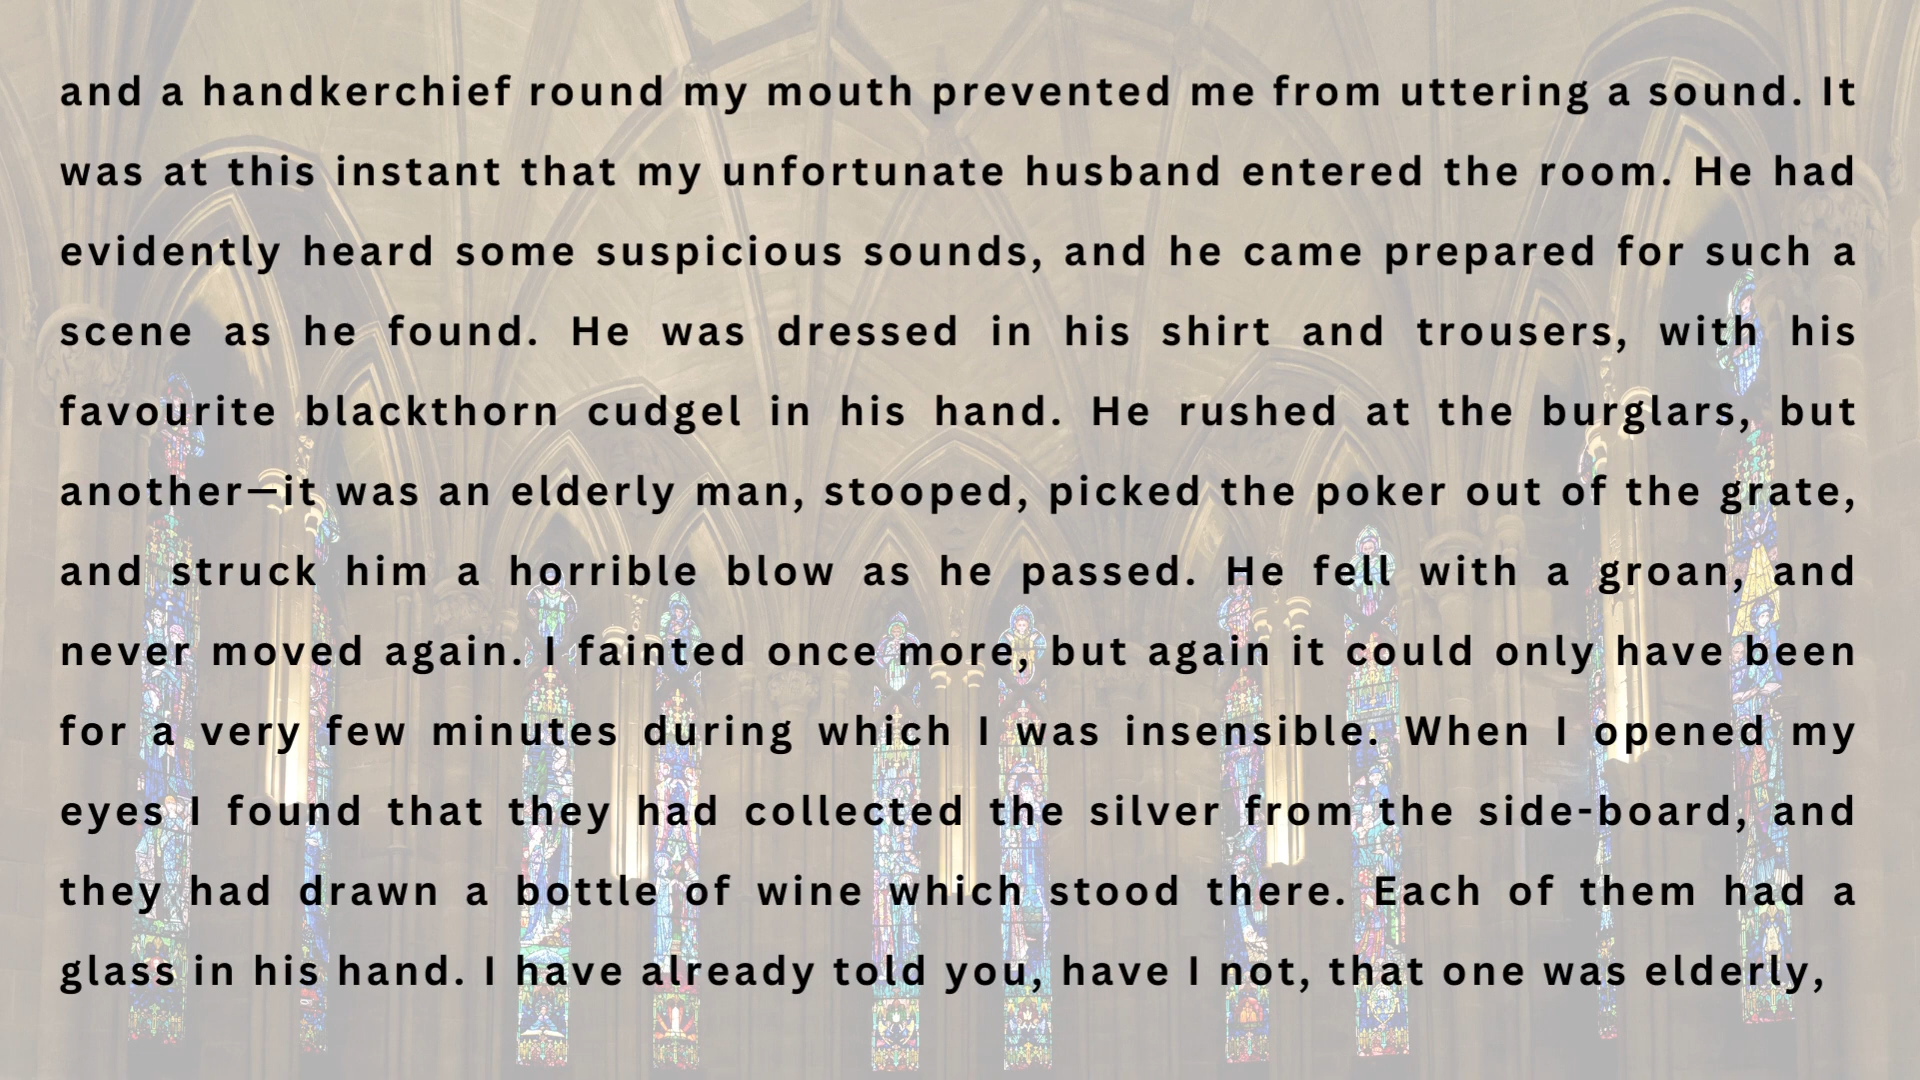 and a handkerchief round my mouth prevented me from uttering a sound. It
was at this instant that my unfortunate husband entered the room. He had
evidently heard some suspicious sounds, and he came prepared for such a
scene as he found. He was dressed in his shirt and trousers, with his
favourite blackthorn cudgel in his hand. He rushed at the burglars, but
another—it was an elderly man, stooped, picked the poker out of the grate,
and struck him a horrible blow as he passed. He fell with a groan, and
never moved again. I fainted once more, but again it could only have been
for a very few minutes during which I was insensible. When I opened my
eyes I found that they had collected the silver from the side-board, and
they had drawn a bottle of wine which stood there. Each of them had a
glass in his hand. I have already told you, have I not, that one was elderly,